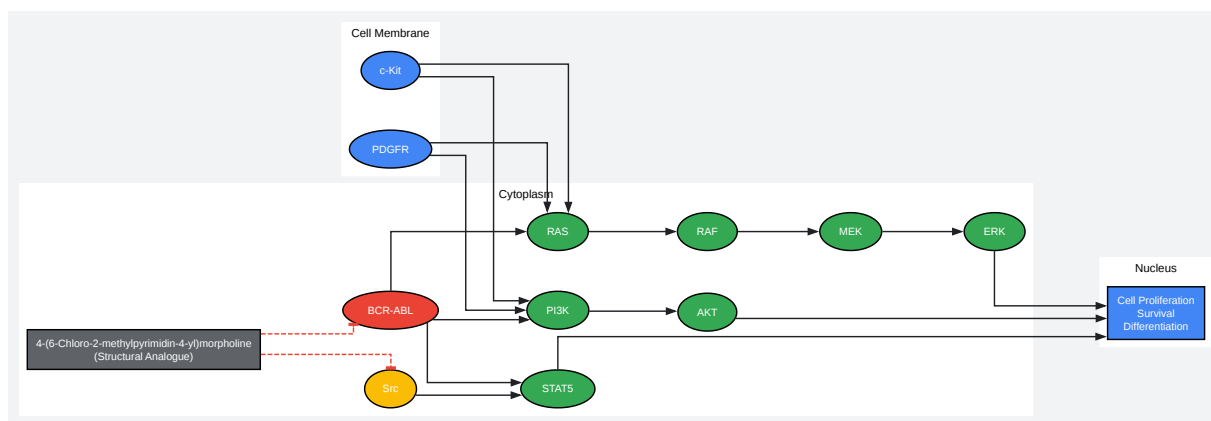 Cell Membrane
c-Kit
PDGFR
Cytoplasm
RAS
RAF
MEK
ERK
Nucleus
Cell Proliferation
Survival
Differentiation
BCR-ABL
PI3K
AKT
4-(6-Chloro-2-methylpyrimidin-4-yl)morpholine
(Structural Analogue)
Src
STAT5